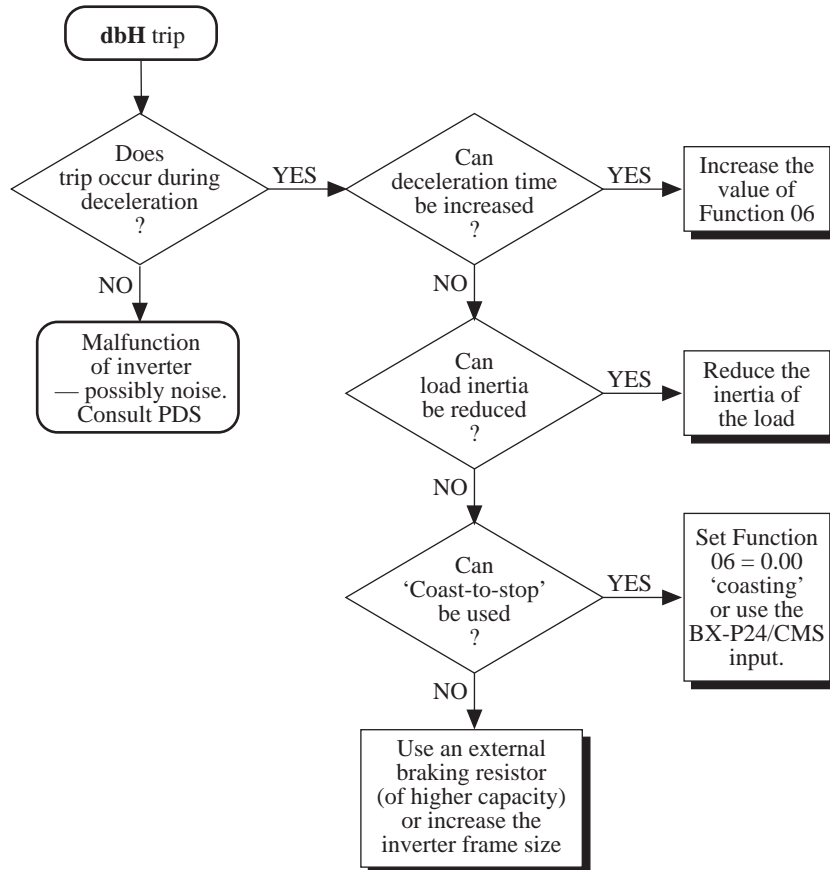 dbH trip
Does
trip occur during
deceleration
?
YES
NO
Malfunction
of inverter
— possibly noise.
Consult PDS
Can
deceleration time
be increased
?
YES
Increase the
value of
Function 06
NO
Can
load inertia
be reduced
?
YES
Reduce the
inertia of
the load
NO
Can
‘Coast-to-stop’
be used
?
YES
Set Function
06 = 0.00
‘coasting’
or use the
BX-P24/CMS
input.
NO
Use an external
braking resistor
(of higher capacity)
or increase the
inverter frame size